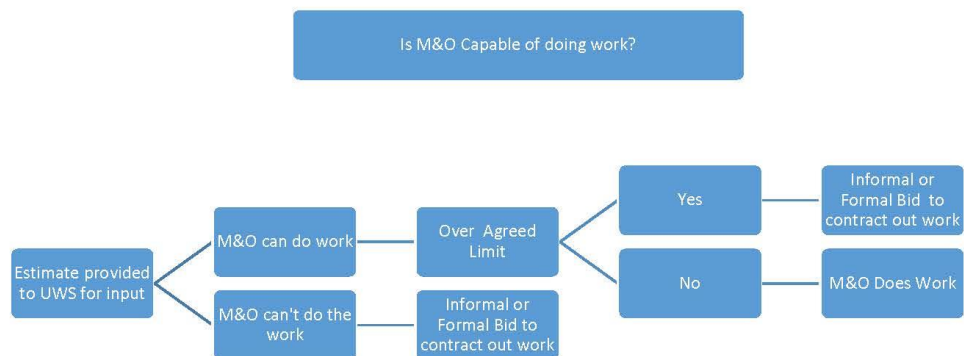 Is M&O Capable of doing work?
Estimate provided
to UWS for input
M&O can do work
Over Agreed
Limit
Yes
Informal or
Formal Bid to
contract out work
No
M&O Does Work
M&O can't do the
work
Informal or
Formal Bid to
contract out work